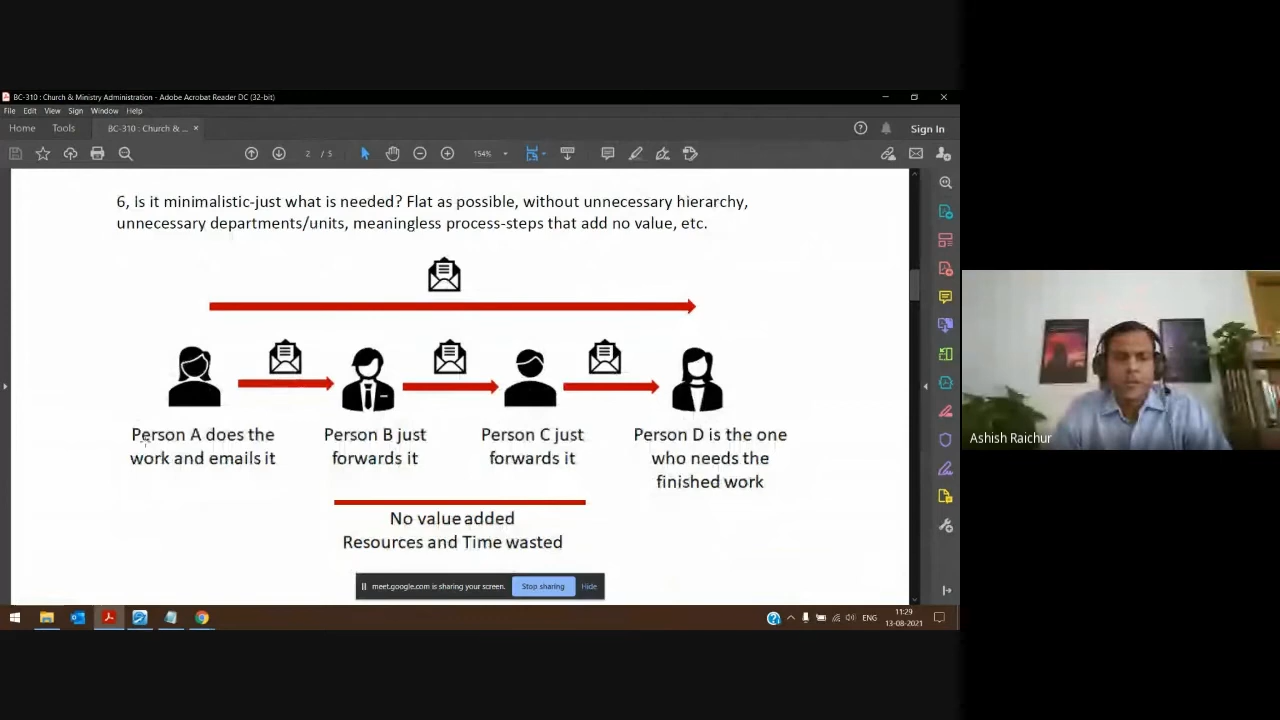 BC-310 : Church & Ministry Administration - Adobe Acrobat Reader DC (32-bit)
File Edit View Sign Window Help
Home Tools BC-310 : Church & ... × Sign In
2 / 5 154%
6, Is it minimalistic-just what is needed? Flat as possible, without unnecessary hierarchy,
unnecessary departments/units, meaningless process-steps that add no value, etc.
Person A does the
work and emails it
Person B just
forwards it
Person C just
forwards it
Person D is the one
who needs the
finished work
No value added
Resources and Time wasted
meet.google.com is sharing your screen. Stop sharing Hide
ENG
11:29
13-08-2021
Ashish Raichur